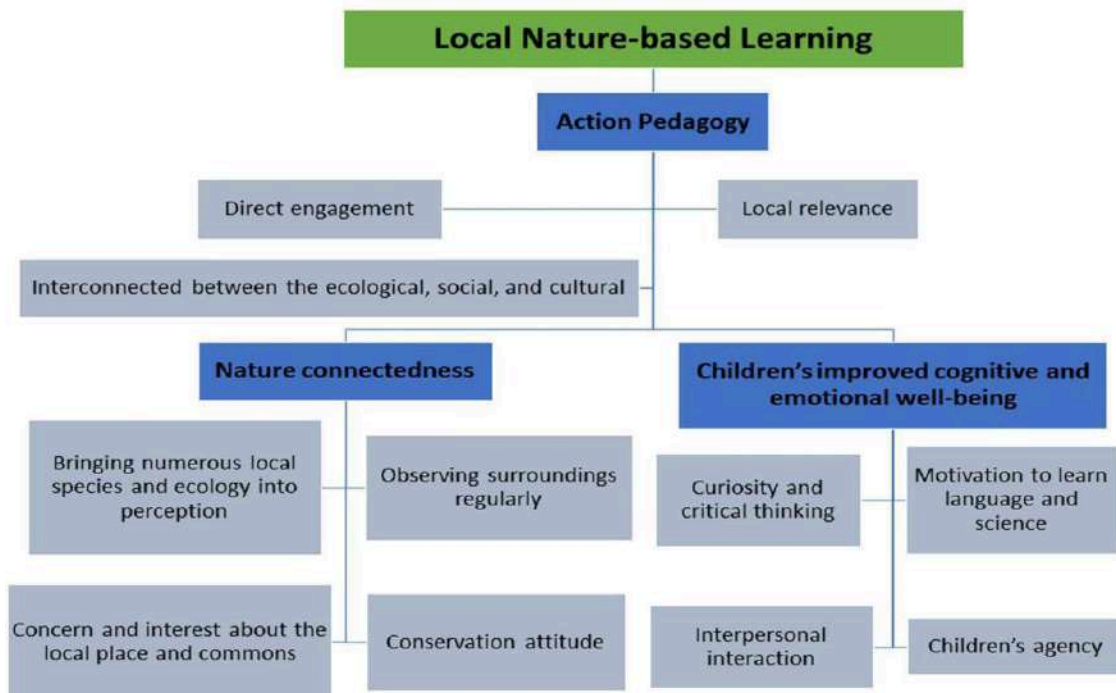 Local Nature-based Learning
Action Pedagogy
Direct engagement
Local relevance
Interconnected between the ecological, social, and cultural
Nature connectedness
Children's improved cognitive and
emotional well-being
Bringing numerous local
species and ecology into
perception
Observing surroundings
regularly
Curiosity and
critical thinking
Motivation to learn
language and
science
Concern and interest about the
local place and commons
Conservation attitude
Interpersonal
interaction
Children's agency